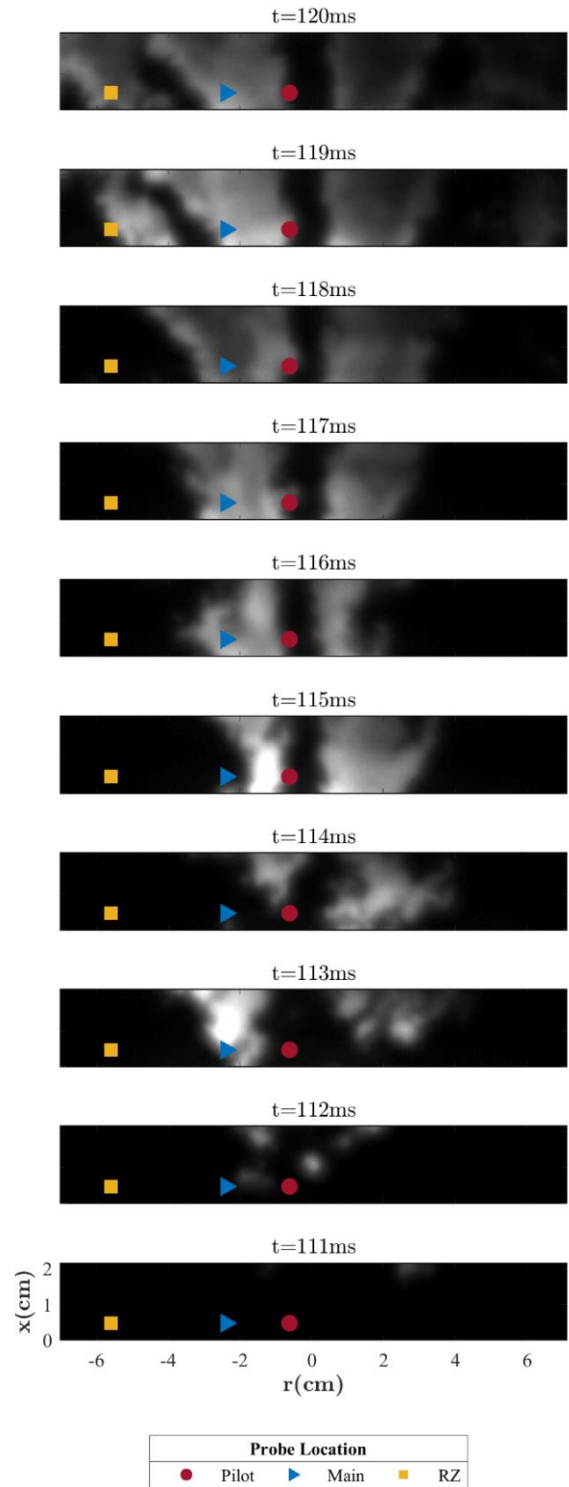 t=120ms
t=119ms
t=118ms
t=117ms
t=116ms
t=115ms
t=114ms
t=113ms
t=112ms
t=111ms
2
1
0
x(cm)
-6 -4 -2 0 2 4 6
r(cm)
Probe Location
Pilot Main RZ